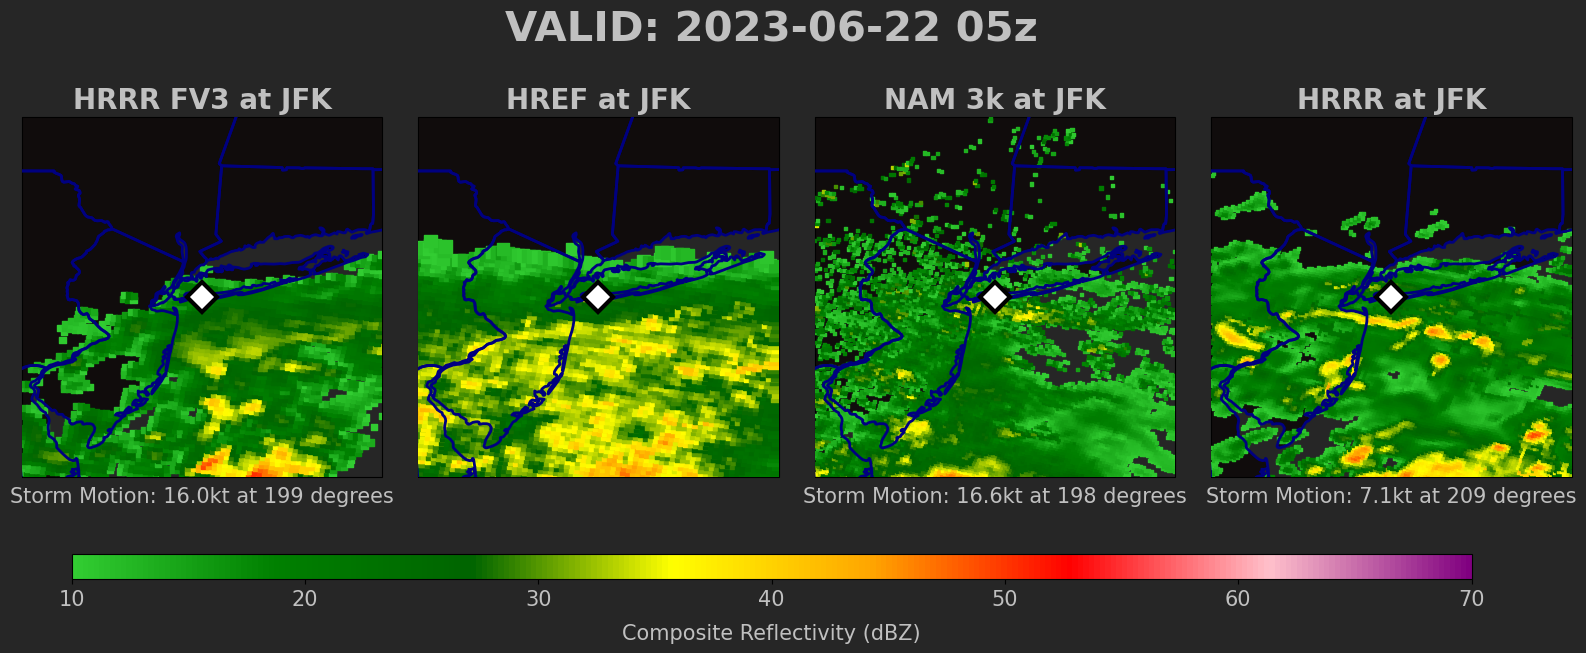 VALID: 2023-06-22 05z
HRRR FV3 at JFK
HREF at JFK
NAM 3k at JFK
HRRR at JFK
Storm Motion: 16.0kt at 199 degrees
Storm Motion: 16.6kt at 198 degrees
Storm Motion: 7.1kt at 209 degrees
10 20 30 40 50 60 70
Composite Reflectivity (dBZ)